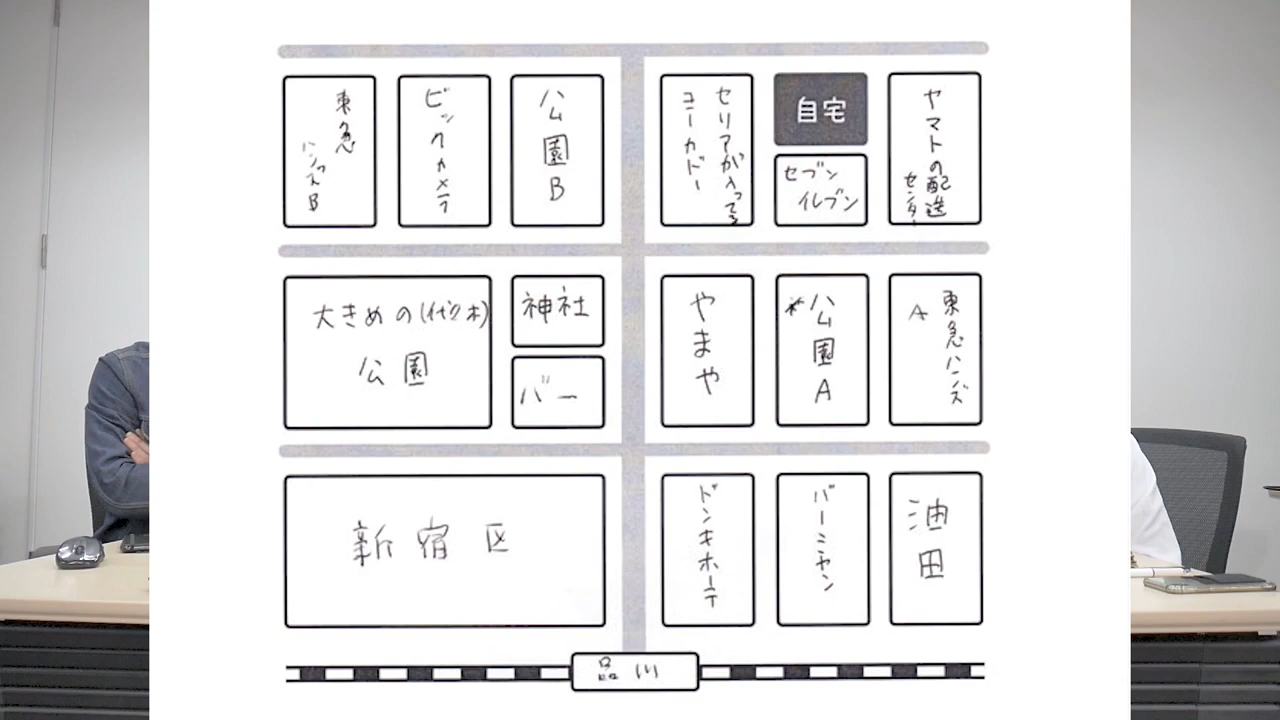 東急
ハンズB
ビックカメラ
公園B
セリアが入ってる
コーナカドー
自宅
セブン
イレブン
ヤマトの配送
センター
大きめの(代々木)
公園
神社
バー
やまや
公園A
東急ハンズ
A
新宿区
ドンキホーテ
バーミヤン
油田
品川